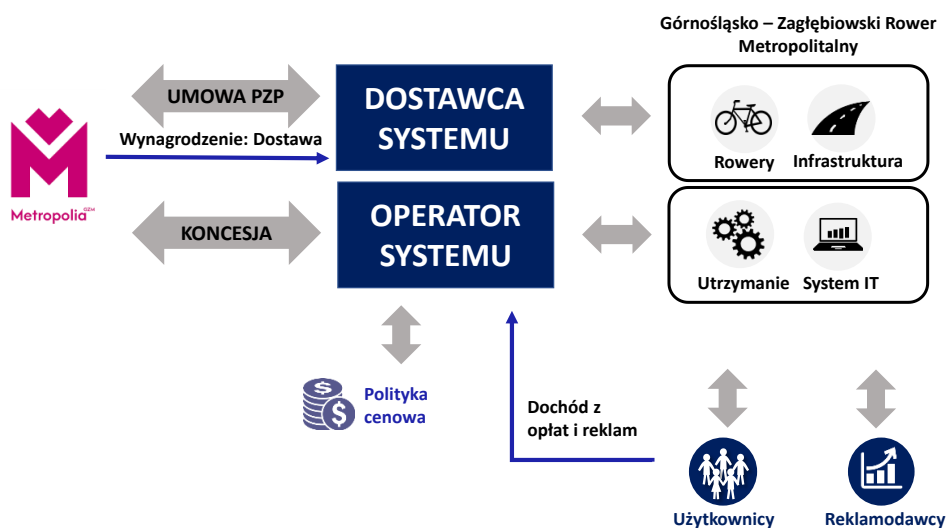 Górnośląsko – Zagłębiowski Rower
Metropolitalny
UMOWA PZP
DOSTAWCA
SYSTEMU
Wynagrodzenie: Dostawa
Rowery
Infrastruktura
Metropolia GZM
KONCESJA
OPERATOR
SYSTEMU
Utrzymanie
System IT
Polityka
cenowa
Dochód z
opłat i reklam
Użytkownicy
Reklamodawcy